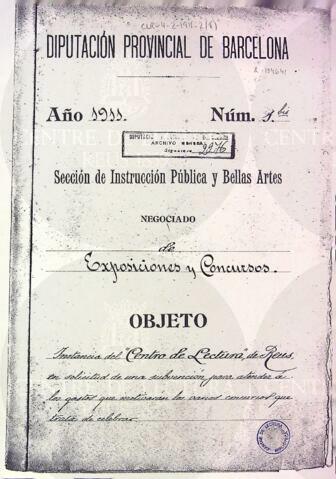 DIPUTACIÓN PROVINCIAL DE BARCELONA
Año 1911. Núm. 1 bis
ARCHIVO
2276
Sección de Instrucción Pública y Bellas Artes
NEGOCIADO
de
Exposiciones y Concursos.
OBJETO
Instancia del "Centro de Lectura", de Reus,
en solicitud de una subvención para atender á
los gastos que motivarán los varios concursos que
trata de celebrar.